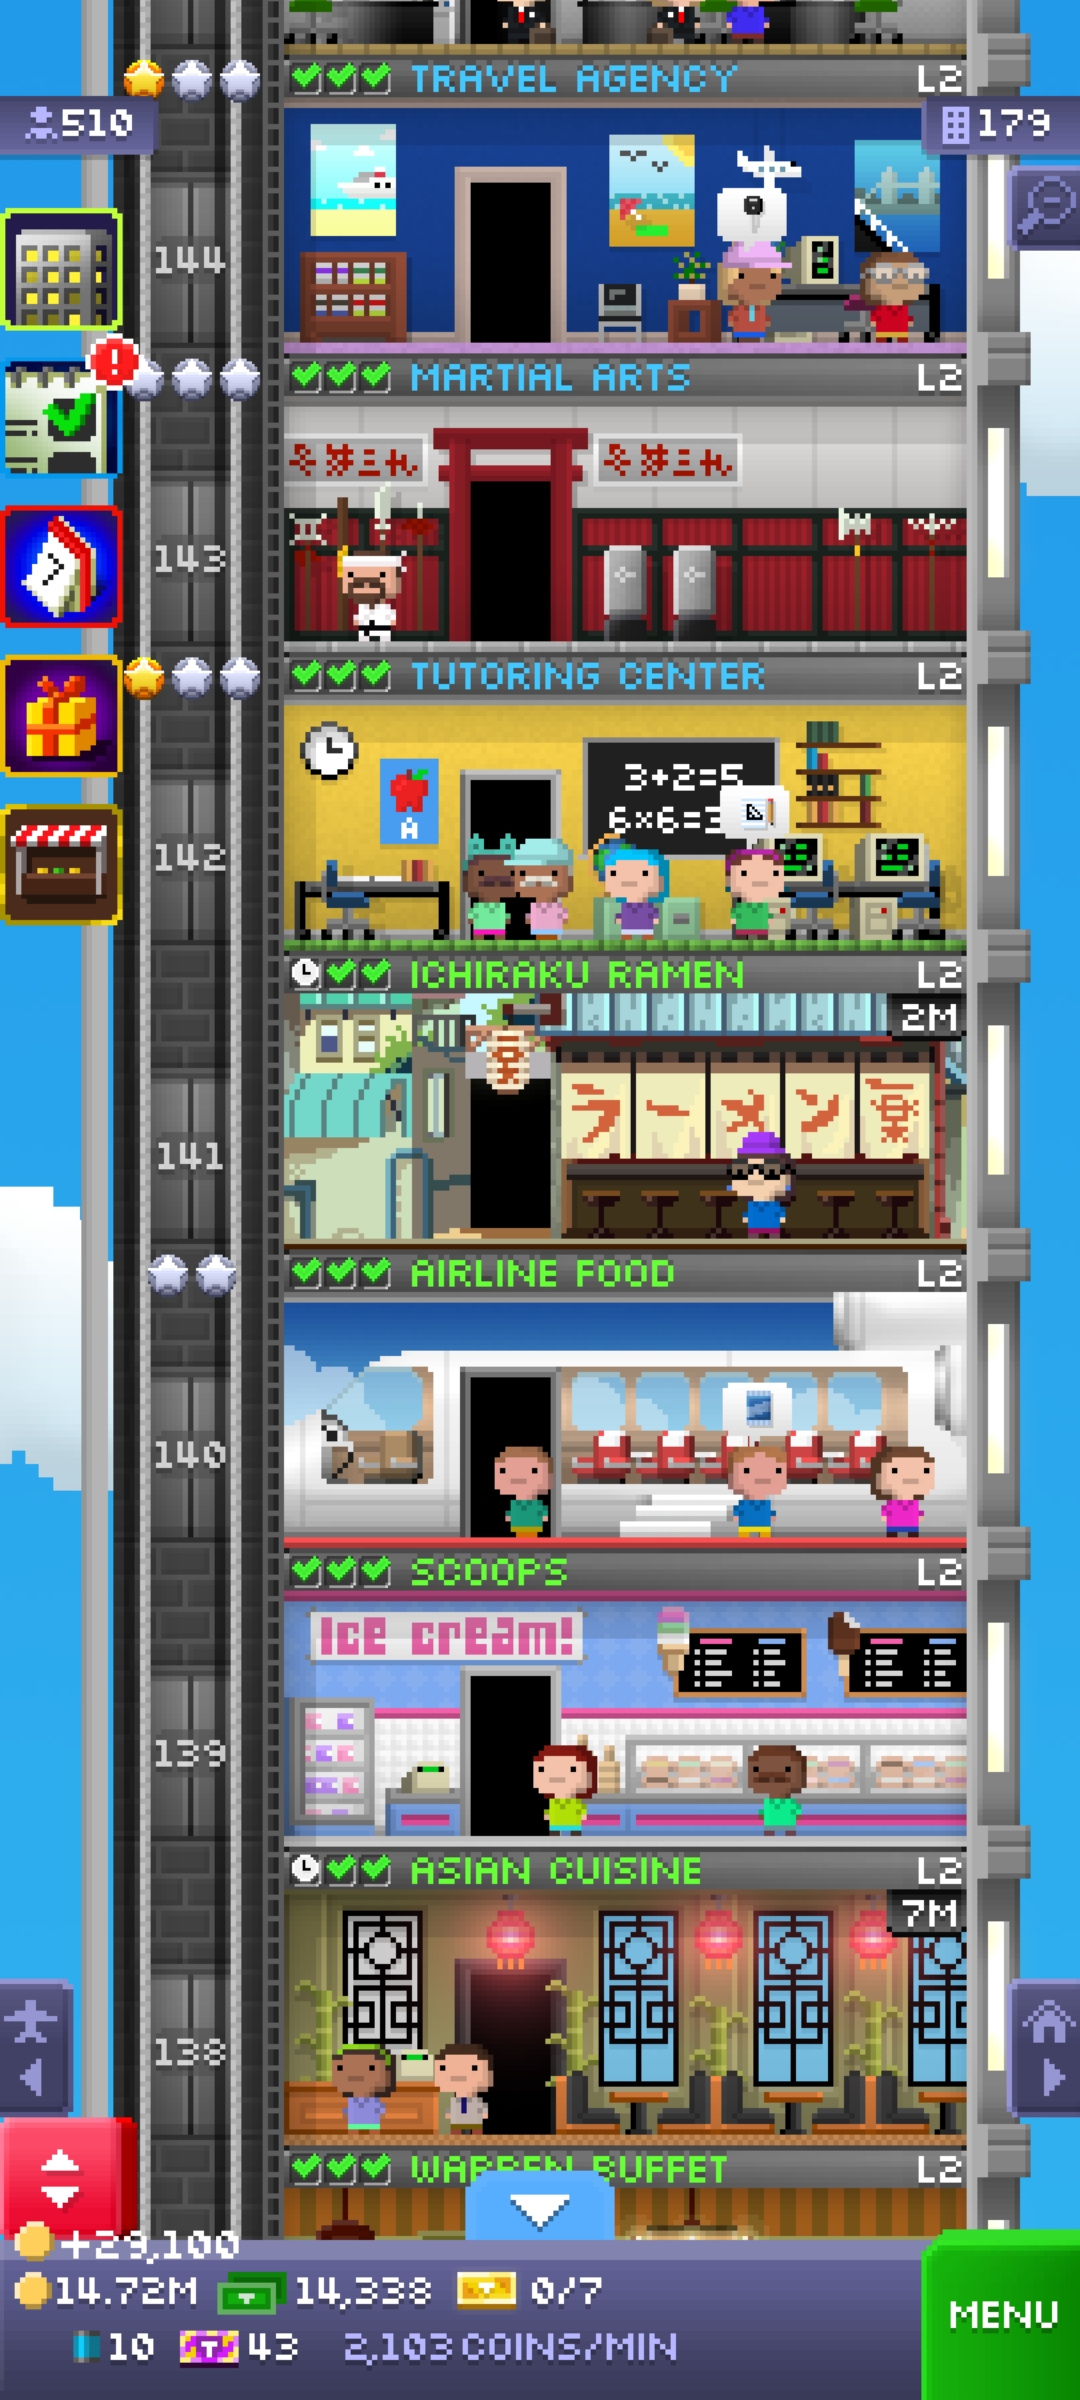 TRAVEL AGENCY L2
510
179
144
MARTIAL ARTS L2
143
7
TUTORING CENTER L2
3+2=5
6×6=3
A
142
ICHIRAKU RAMEN L2
2M
ラーメン
141
AIRLINE FOOD L2
140
SCOOPS L2
Ice cream!
139
ASIAN CUISINE L2
7M
138
WARREN BUFFET L2
+29,100
14.72M 14,338 0/7
10 43 2,103 COINS/MIN
MENU